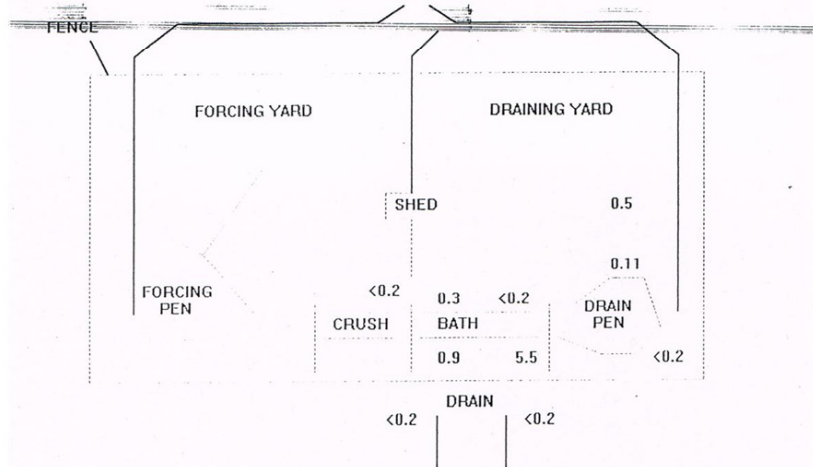 FENCE
FORCING YARD
DRAINING YARD
SHED
0.5
0.11
FORCING
PEN
<0.2
0.3
<0.2
DRAIN
PEN
CRUSH
BATH
0.9
5.5
<0.2
DRAIN
<0.2
<0.2